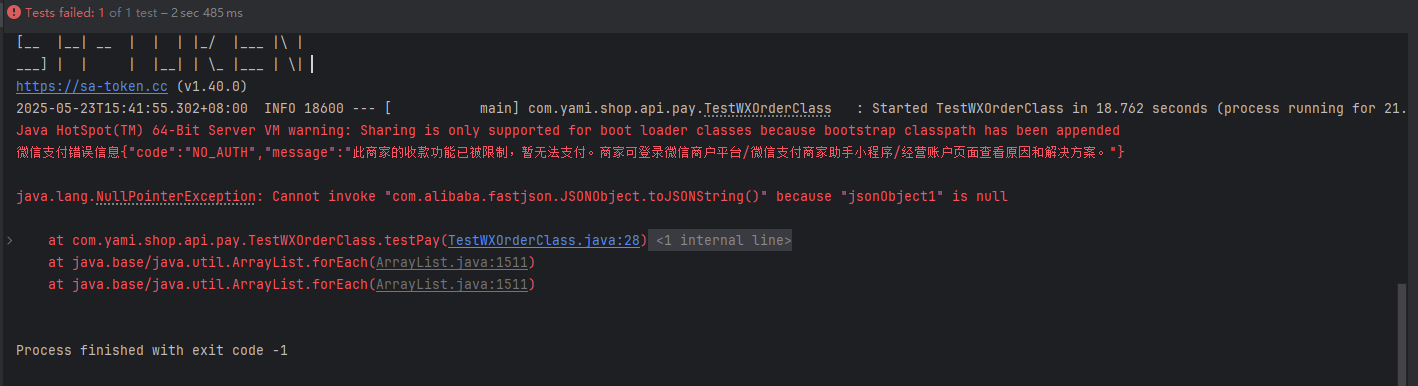 Tests failed: 1 of 1 test – 2 sec 485 ms
[__  |__| __  |  |  | |_/  |___ |\ |
___] |  |     |  |__| | \_ |___ | \|
https://sa-token.cc (v1.40.0)
2025-05-23T15:41:55.302+08:00  INFO 18600 --- [           main] com.yami.shop.api.pay.TestWXOrderClass   : Started TestWXOrderClass in 18.762 seconds (process running for 21.
Java HotSpot(TM) 64-Bit Server VM warning: Sharing is only supported for boot loader classes because bootstrap classpath has been appended
微信支付错误信息{"code":"NO_AUTH","message":"此商家的收款功能已被限制，暂无法支付。商家可登录微信商户平台/微信支付商家助手小程序/经营账户页面查看原因和解决方案。"}
java.lang.NullPointerException: Cannot invoke "com.alibaba.fastjson.JSONObject.toJSONString()" because "jsonObject1" is null
at com.yami.shop.api.pay.TestWXOrderClass.testPay(TestWXOrderClass.java:28) <1 internal line>
at java.base/java.util.ArrayList.forEach(ArrayList.java:1511)
at java.base/java.util.ArrayList.forEach(ArrayList.java:1511)
Process finished with exit code -1